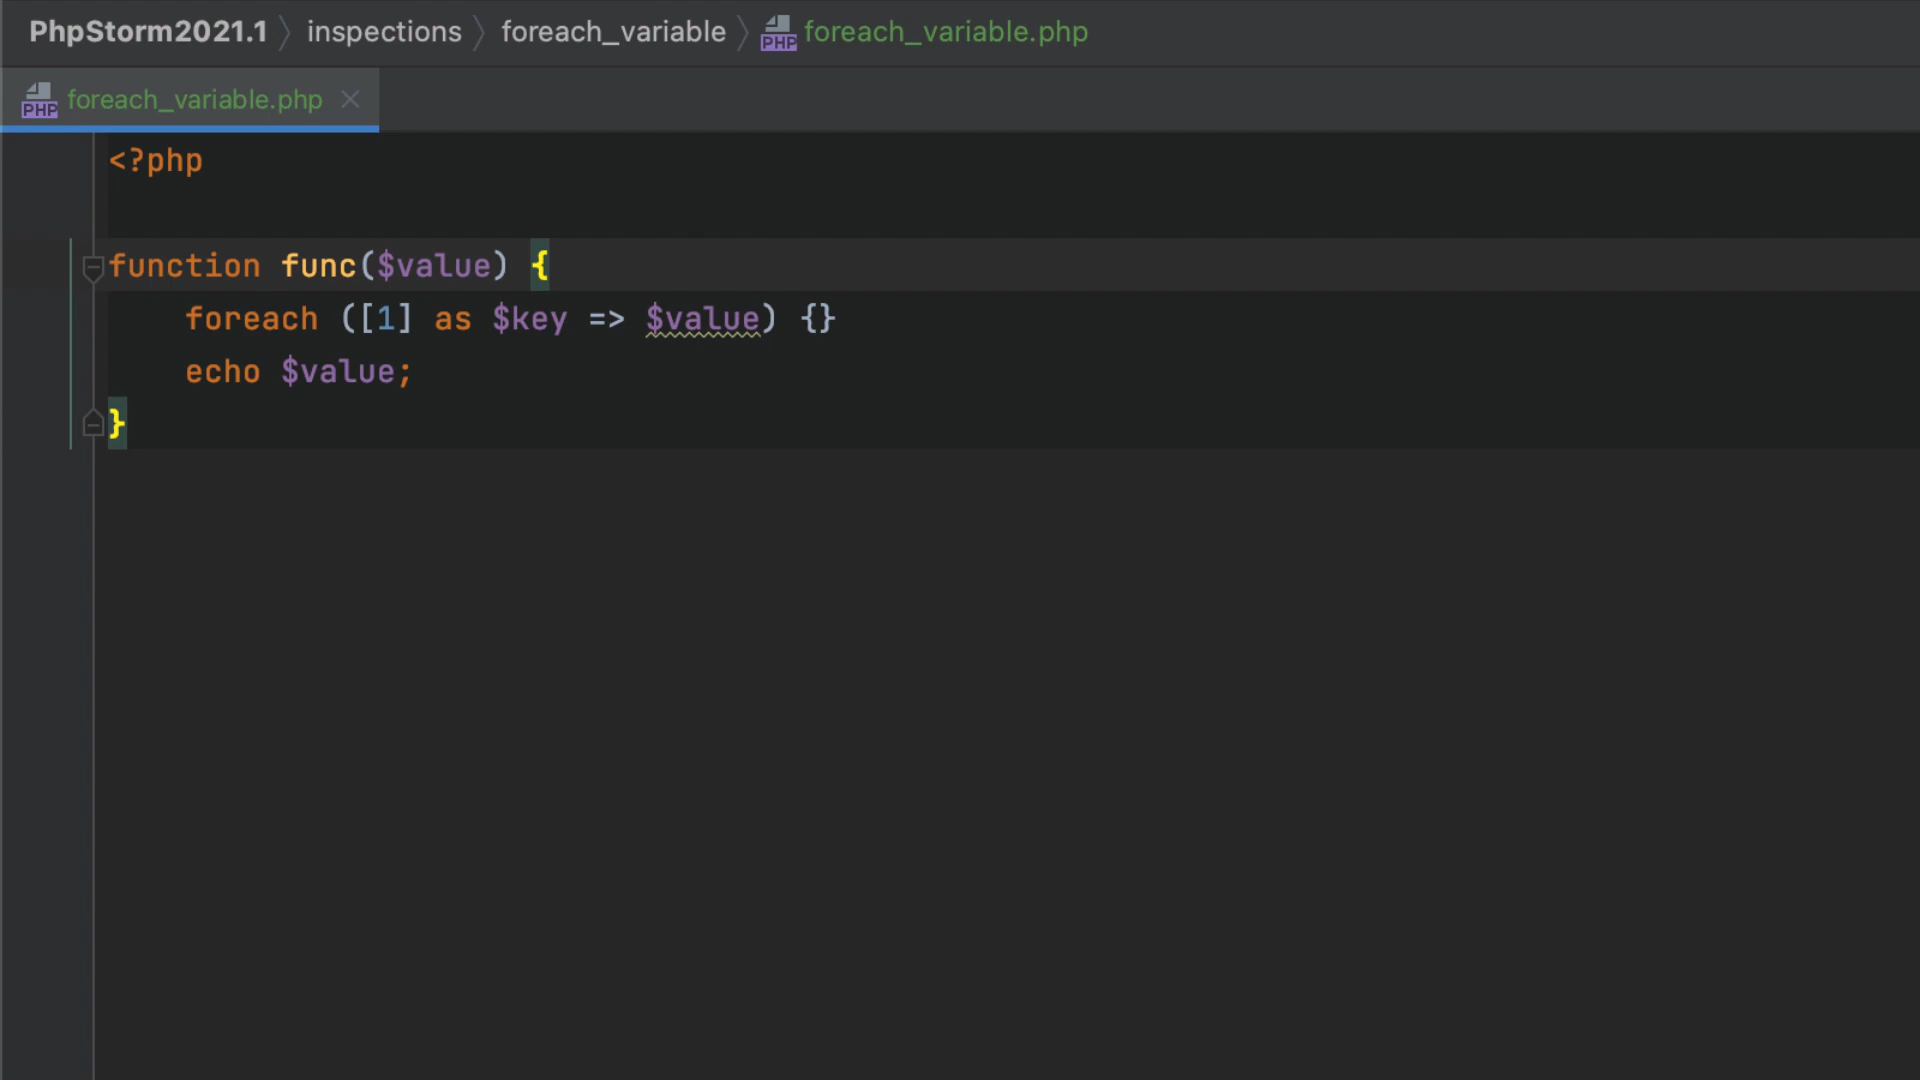 PhpStorm2021.1 inspections foreach_variable PHP foreach_variable.php
PHP foreach_variable.php
<?php
function func($value) {
    foreach ([1] as $key => $value) {}
    echo $value;
}